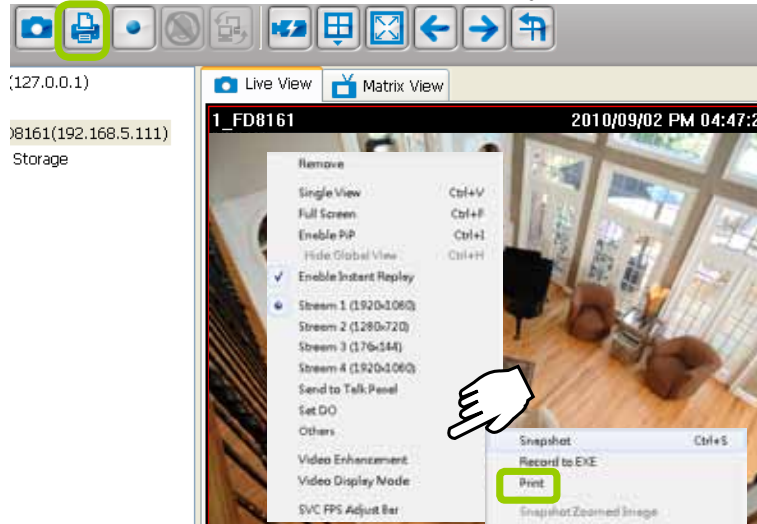 (127.0.0.1)
08161(192.168.5.111)
Storage
Live View
Matrix View
1_FD8161
2010/09/02 PM 04:47:2
Remove
Single View Ctrl+V
Full Screen Ctrl+F
Enable PiP Ctrl+I
Hide Global View Ctrl+H
Enable Instant Replay
Stream 1 (1920x1080)
Stream 2 (1280x720)
Stream 3 (176x144)
Stream 4 (1920x1080)
Send to Talk Panel
Set DO
Others
Video Enhancement
Video Display Mode
SVC FPS Adjust Bar
Snapshot Ctrl+S
Record to EXE
Print
Snapshot Zoomed Image